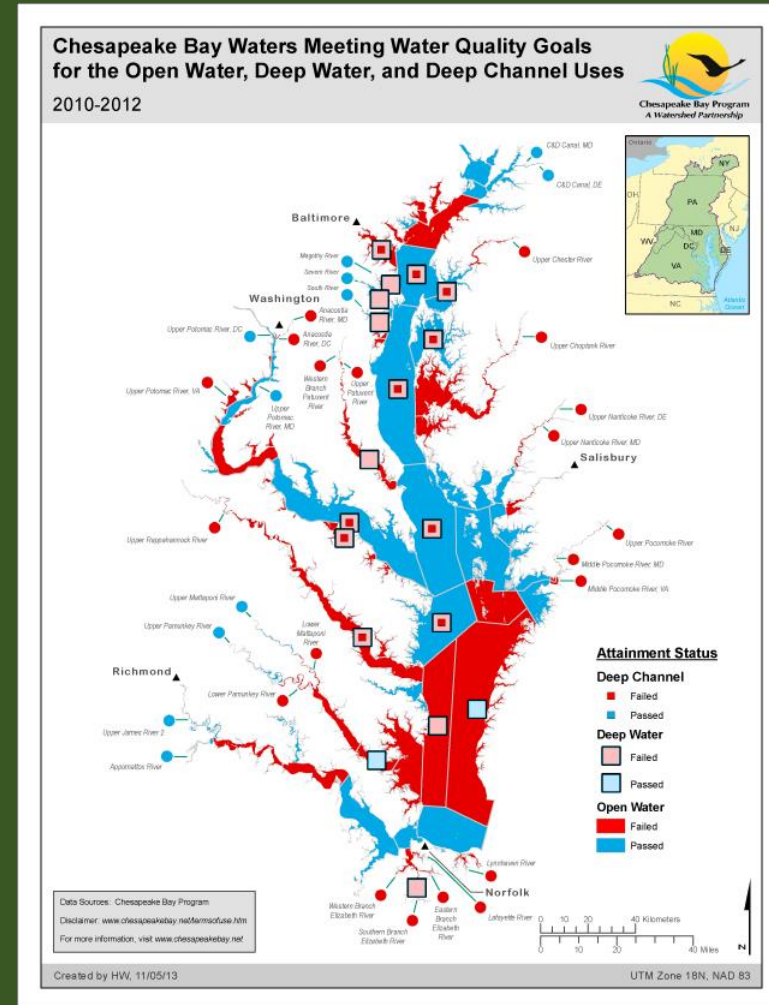 Chesapeake Bay Waters Meeting Water Quality Goals
for the Open Water, Deep Water, and Deep Channel Uses
2010-2012
Chesapeake Bay Program
A Watershed Partnership
Ontario
NY
OH
PA
NJ
MD
WV
DC
DE
VA
NC
Atlantic
Ocean
C&D Canal, MD
C&D Canal, DE
Baltimore
Magothy River
Severn River
South River
Upper Chester River
Washington
Anacostia
River, MD
Upper Potomac River, DC
Anacostia
River, DC
Upper Choptank River
Western
Branch
Patuxent
River
Upper
Patuxent
River
Upper Potomac River, VA
Upper
Potomac
River, MD
Upper Nanticoke River, DE
Upper Nanticoke River, MD
Salisbury
Upper Rappahannock River
Upper Pocomoke River
Middle Pocomoke River, MD
Middle Pocomoke River, VA
Upper Mattaponi River
Upper Pamunkey River
Lower
Mattaponi
River
Richmond
Lower Pamunkey River
Upper James River 2
Appomattox River
Attainment Status
Deep Channel
Failed
Passed
Deep Water
Failed
Passed
Open Water
Failed
Passed
Lynnhaven River
Norfolk
Western Branch
Elizabeth River
Southern Branch
Elizabeth River
Eastern
Branch
Elizabeth
River
Lafayette River
0 10 20 40 Kilometers
0 10 20 40 Miles
N
Data Sources: Chesapeake Bay Program
Disclaimer: www.chesapeakebay.net/termsofuse.htm
For more information, visit www.chesapeakebay.net
Created by HW, 11/05/13
UTM Zone 18N, NAD 83